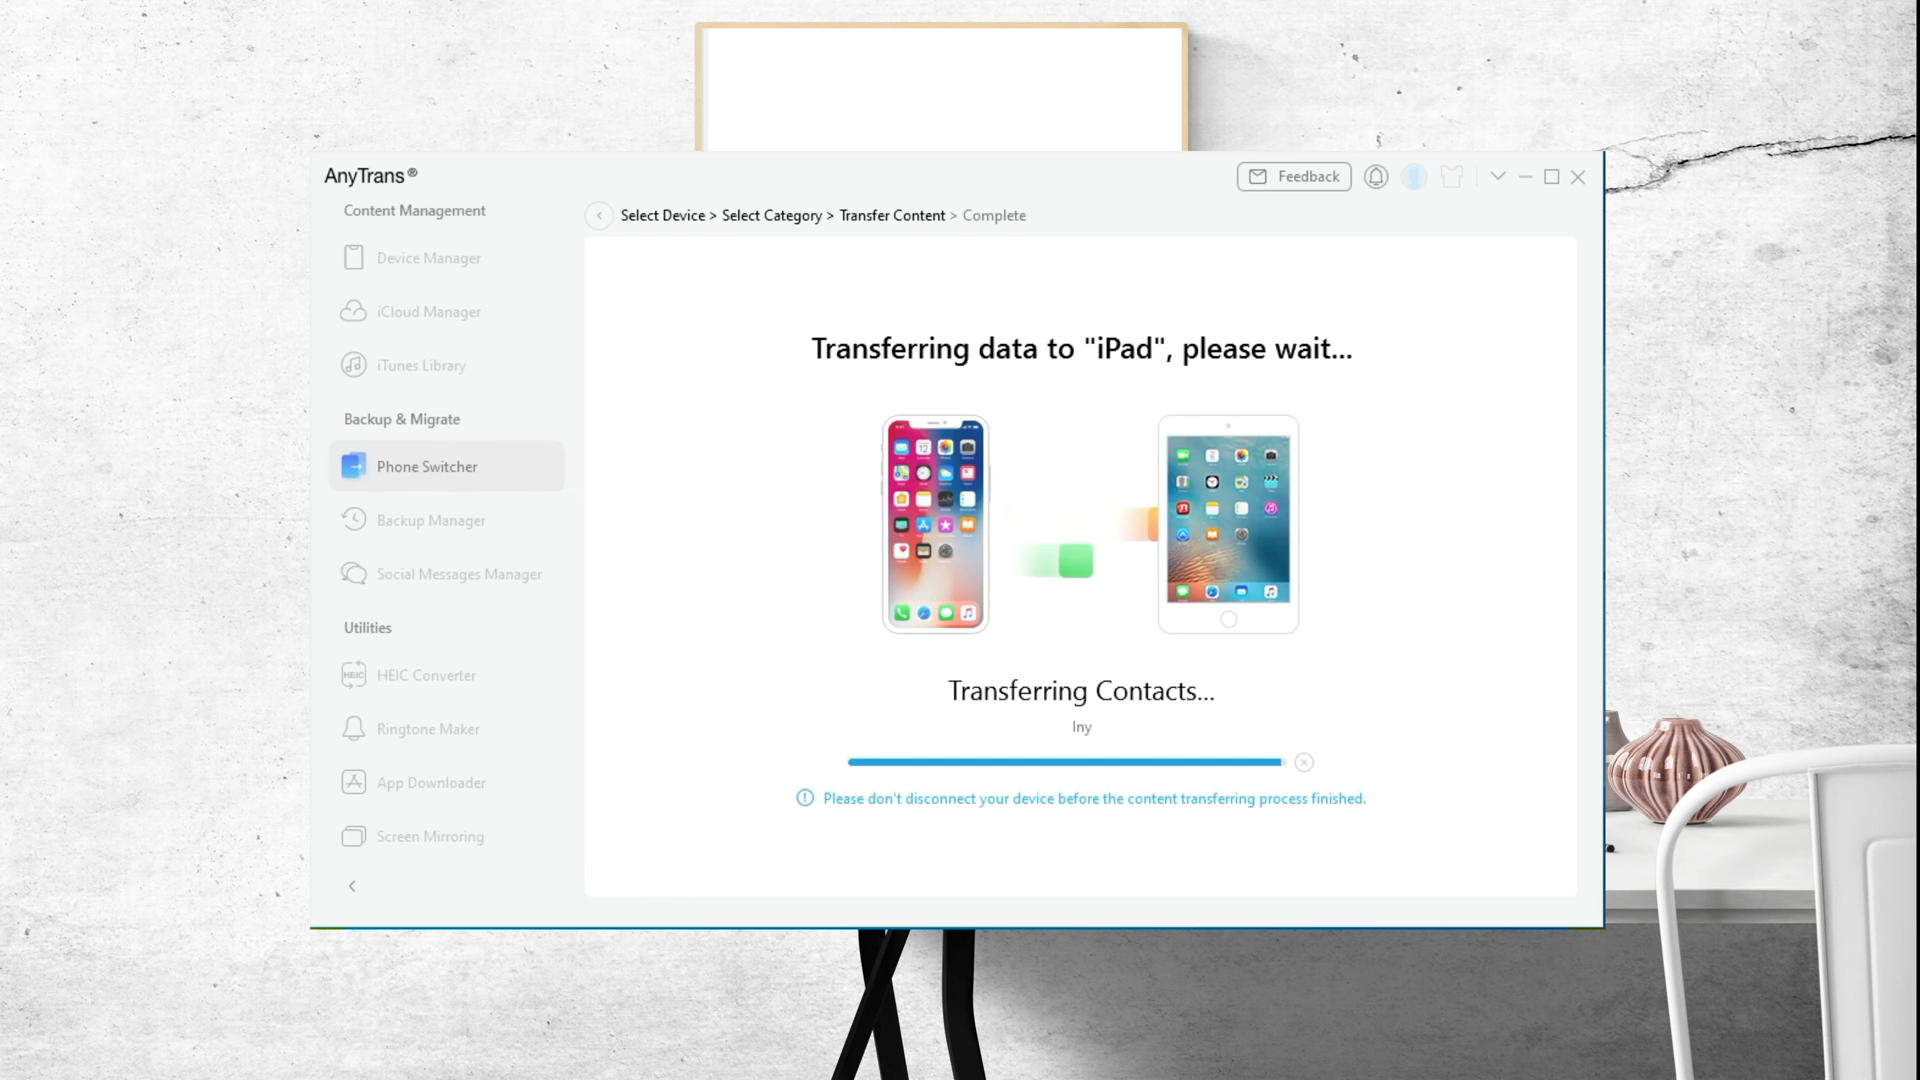 AnyTrans®
Feedback
Content Management
Select Device > Select Category > Transfer Content > Complete
Device Manager
iCloud Manager
iTunes Library
Backup & Migrate
Phone Switcher
Backup Manager
Social Messages Manager
Utilities
HEIC
HEIC Converter
Ringtone Maker
App Downloader
Screen Mirroring
Transferring data to "iPad", please wait...
12
Transferring Contacts...
Iny
Please don't disconnect your device before the content transferring process finished.